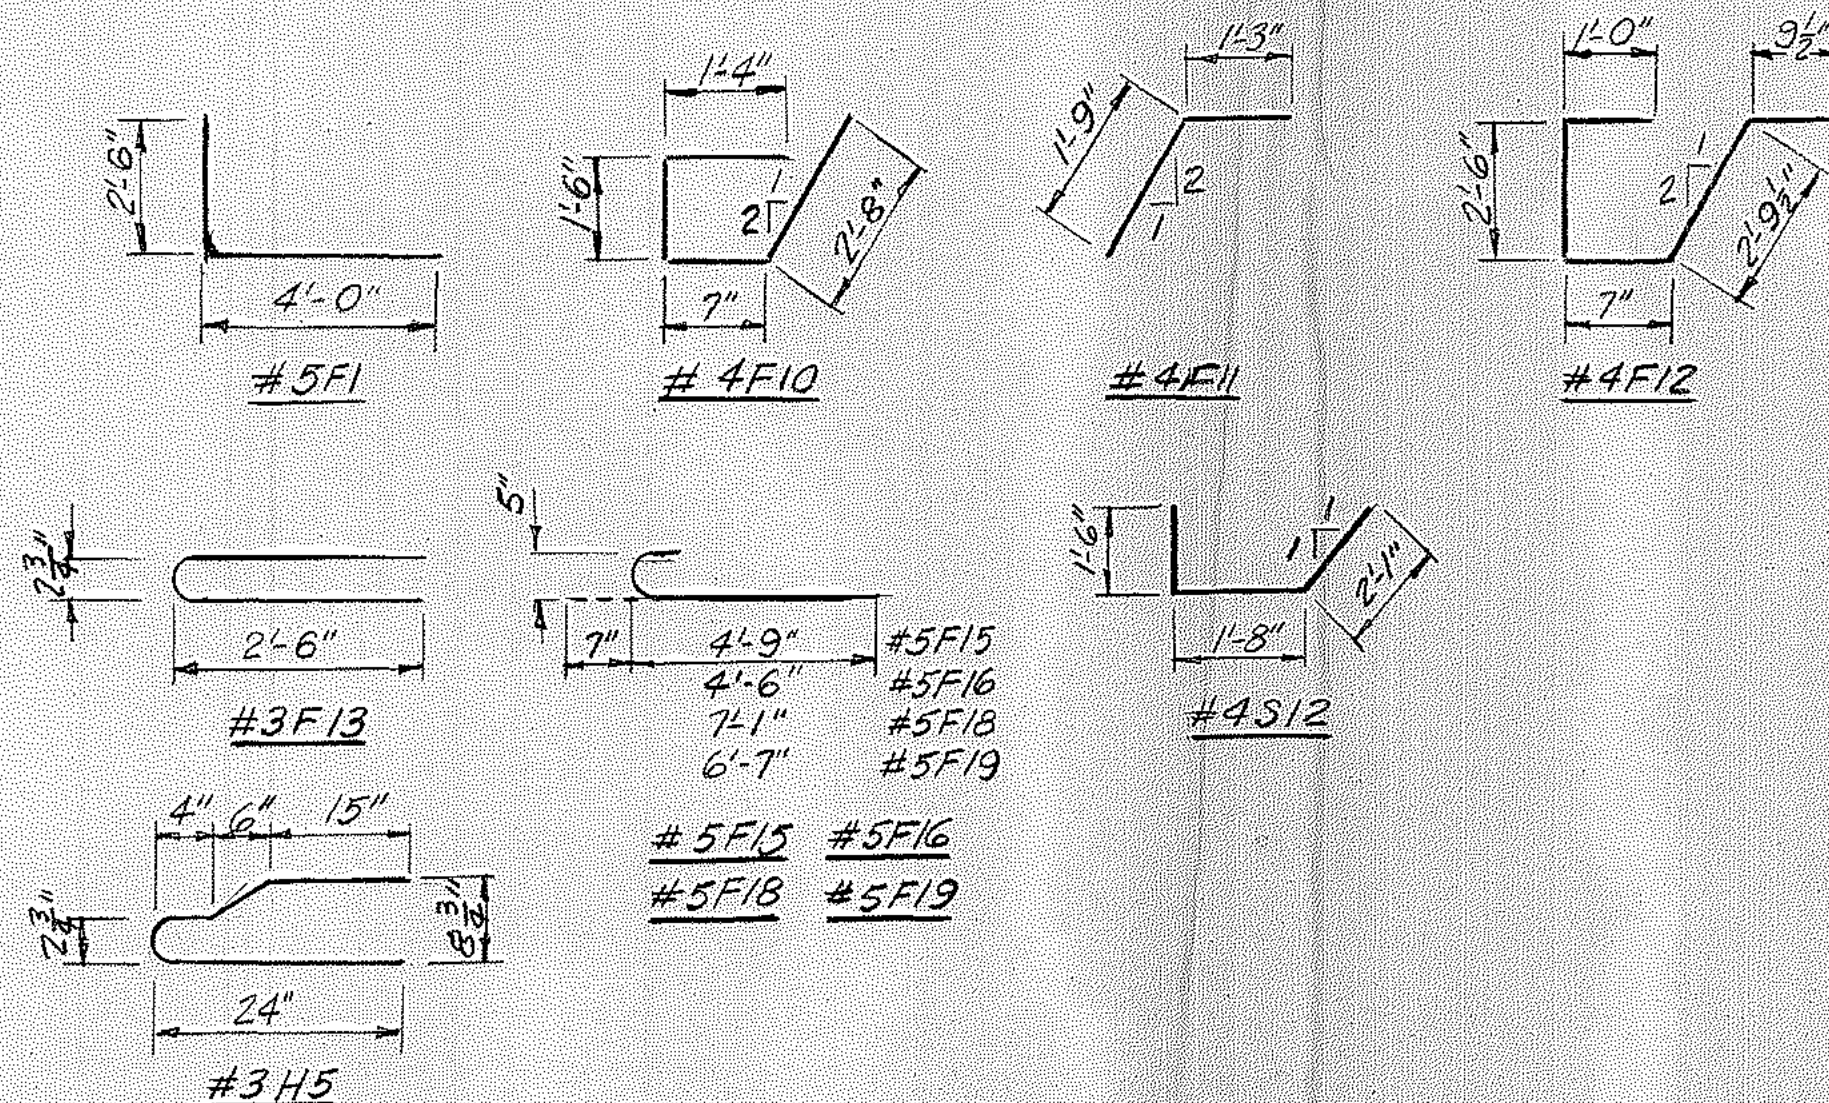 1'-4"
1'-3"
1'-0"
9½"
2'-6"
4'-0"
#5F1
1'-6"
2
1
2'-8"
7"
#4F10
1'-9"
2
1
#4F11
2'-6"
2
1
2'-9½"
7"
#4F12
2¾"
2'-6"
#3F13
5"
7" 4'-9" #5F15
4'-6" #5F16
7'-1" #5F18
6'-7" #5F19
#5F15 #5F16
#5F18 #5F19
1'-6"
1
1
2'-1"
1'-8"
#4S12
4" 6" 15"
2¾"
8¾"
24"
#3H5